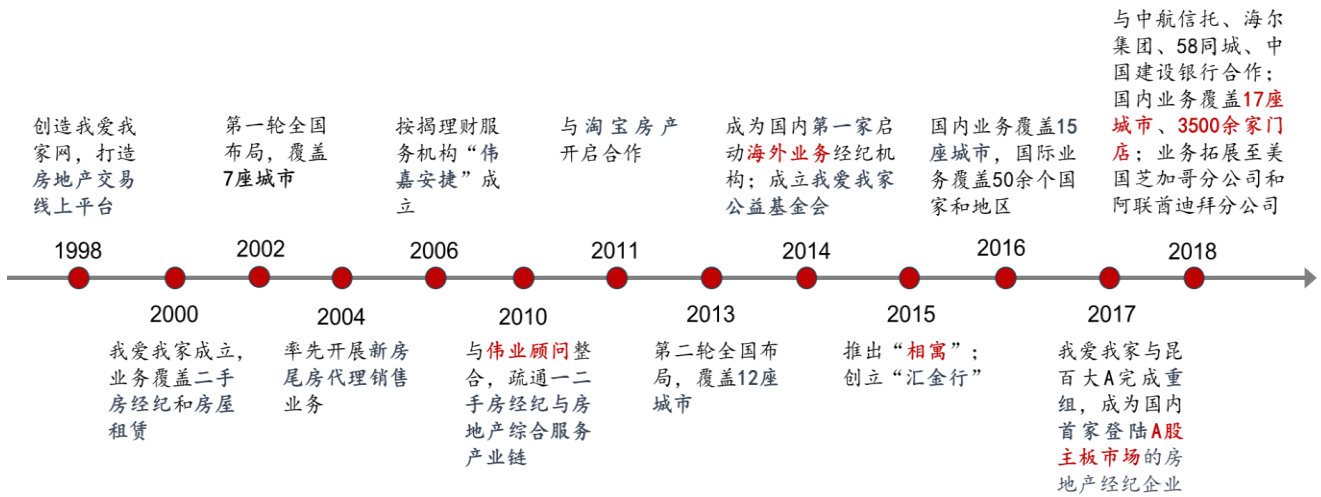 创造我爱我
家网，打造
房地产交易
线上平台
1998
2000
我爱我家成立，
业务覆盖二手
房经纪和房屋
租赁
第一轮全国
布局，覆盖
7座城市
2002
2004
率先开展新房
尾房代理销售
业务
按揭理财服
务机构“伟
嘉安捷”成
立
2006
2010
与伟业顾问整
合，疏通一二
手房经纪与房
地产综合服务
产业链
与淘宝房产
开启合作
2011
2013
第二轮全国布
局，覆盖12座
城市
成为国内第一家启
动海外业务经纪机
构；成立我爱我家
公益基金会
2014
2015
推出“相寓”；
创立“汇金行”
国内业务覆盖15
座城市，国际业
务覆盖50余个国
家和地区
2016
2017
我爱我家与昆
百大A完成重
组，成为国内
首家登陆A股
主板市场的房
地产经纪企业
与中航信托、海尔
集团、58同城、中
国建设银行合作；
国内业务覆盖17座
城市、3500余家门
店；业务拓展至美
国芝加哥分公司和
阿联酋迪拜分公司
2018